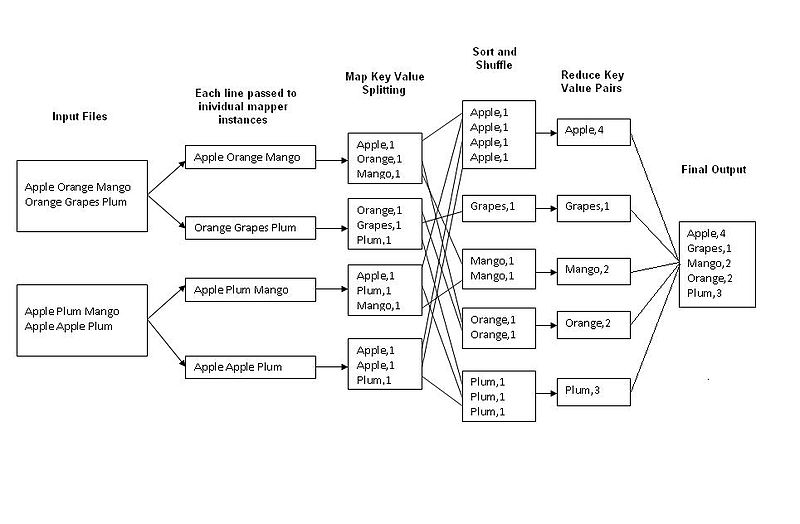 Input Files
Apple Orange Mango
Orange Grapes Plum
Apple Plum Mango
Apple Apple Plum
Each line passed to
inividual mapper
instances
Apple Orange Mango
Orange Grapes Plum
Apple Plum Mango
Apple Apple Plum
Map Key Value
Splitting
Apple,1
Orange,1
Mango,1
Orange,1
Grapes,1
Plum,1
Apple,1
Plum,1
Mango,1
Apple,1
Apple,1
Plum,1
Sort and
Shuffle
Apple,1
Apple,1
Apple,1
Apple,1
Grapes,1
Mango,1
Mango,1
Orange,1
Orange,1
Plum,1
Plum,1
Plum,1
Reduce Key
Value Pairs
Apple,4
Grapes,1
Mango,2
Orange,2
Plum,3
Final Output
Apple,4
Grapes,1
Mango,2
Orange,2
Plum,3